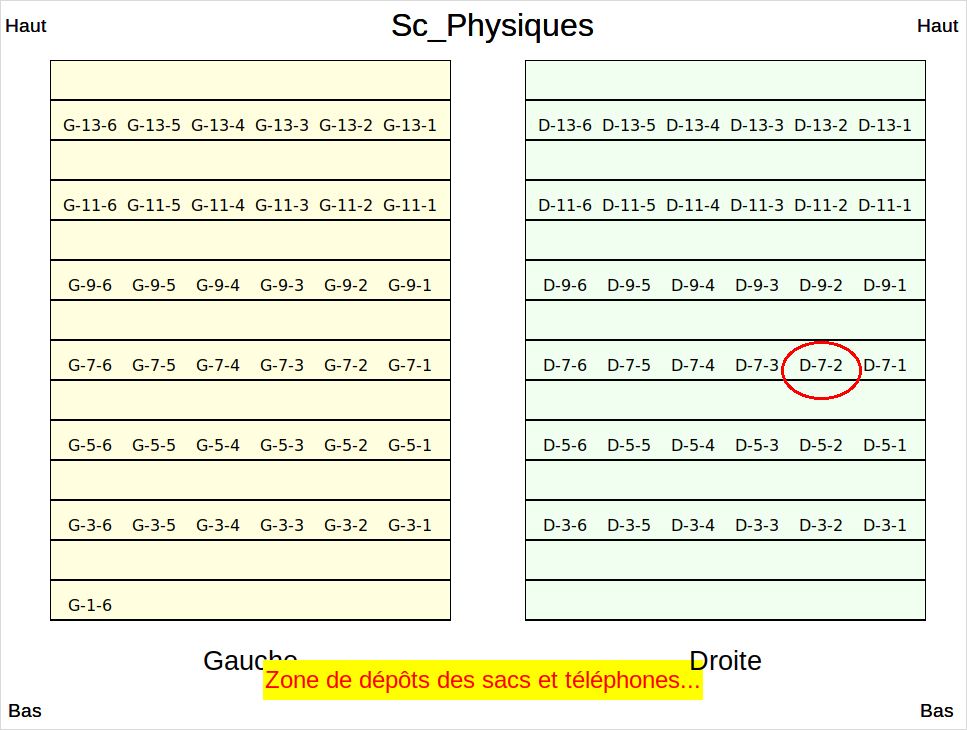 Sc_Physiques
Haut Haut
G-13-6 G-13-5 G-13-4 G-13-3 G-13-2 G-13-1 D-13-6 D-13-5 D-13-4 D-13-3 D-13-2 D-13-1
G-11-6 G-11-5 G-11-4 G-11-3 G-11-2 G-11-1 D-11-6 D-11-5 D-11-4 D-11-3 D-11-2 D-11-1
G-9-6 G-9-5 G-9-4 G-9-3 G-9-2 G-9-1 D-9-6 D-9-5 D-9-4 D-9-3 D-9-2 D-9-1
G-7-6 G-7-5 G-7-4 G-7-3 G-7-2 G-7-1 D-7-6 D-7-5 D-7-4 D-7-3 D-7-2 D-7-1
G-5-6 G-5-5 G-5-4 G-5-3 G-5-2 G-5-1 D-5-6 D-5-5 D-5-4 D-5-3 D-5-2 D-5-1
G-3-6 G-3-5 G-3-4 G-3-3 G-3-2 G-3-1 D-3-6 D-3-5 D-3-4 D-3-3 D-3-2 D-3-1
G-1-6
Gauche Droite
Zone de dépôts des sacs et téléphones...
Bas Bas